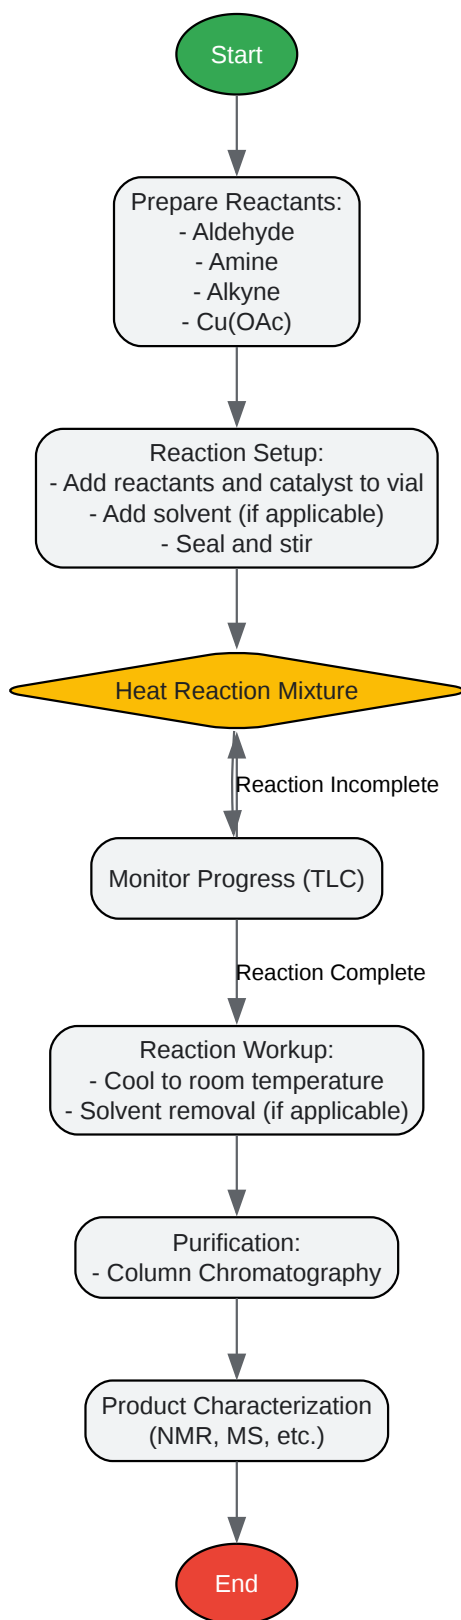 Start
Prepare Reactants:
- Aldehyde
- Amine
- Alkyne
- Cu(OAc)
Reaction Setup:
- Add reactants and catalyst to vial
- Add solvent (if applicable)
- Seal and stir
Heat Reaction Mixture
Reaction Incomplete
Monitor Progress (TLC)
Reaction Complete
Reaction Workup:
- Cool to room temperature
- Solvent removal (if applicable)
Purification:
- Column Chromatography
Product Characterization
(NMR, MS, etc.)
End